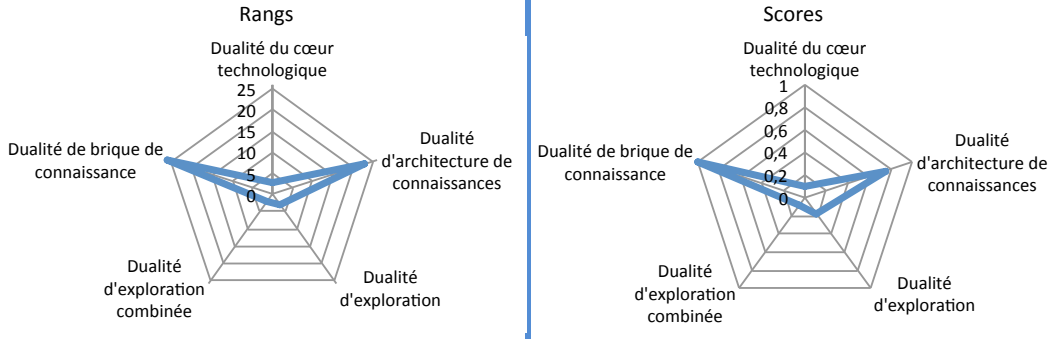 Rangs
Dualité du cœur
technologique
25
20
15
10
5
0
Dualité
d'architecture de
connaissances
Dualité
d'exploration
Dualité
d'exploration
combinée
Dualité de brique de
connaissance
Scores
Dualité du cœur
technologique
1
0,8
0,6
0,4
0,2
0
Dualité
d'architecture de
connaissances
Dualité
d'exploration
Dualité
d'exploration
combinée
Dualité de brique de
connaissance